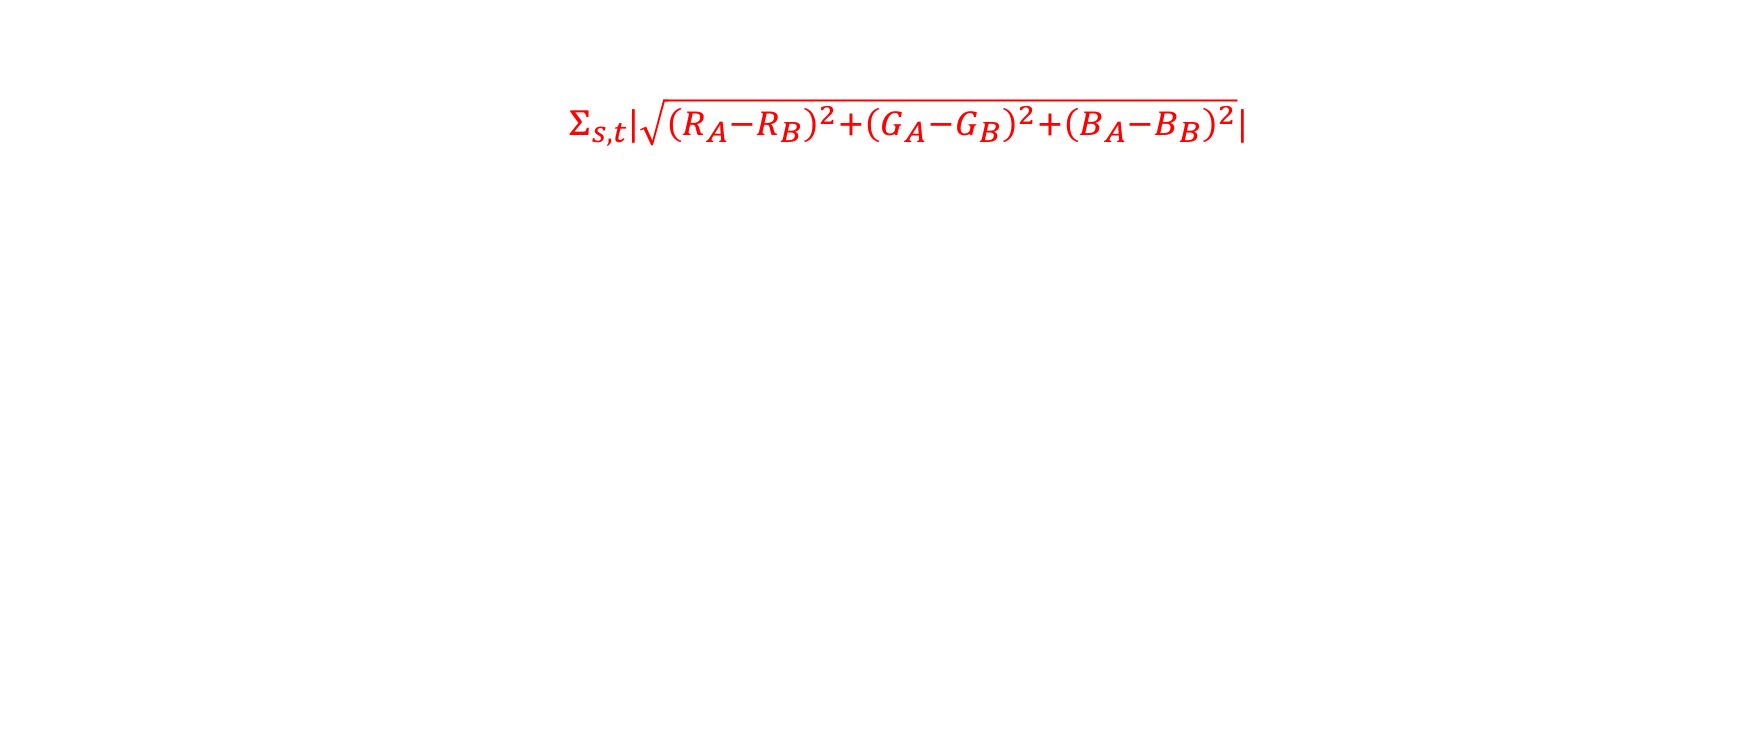 Σ_{s,t}|√((R_A−R_B)²+(G_A−G_B)²+(B_A−B_B)²)|